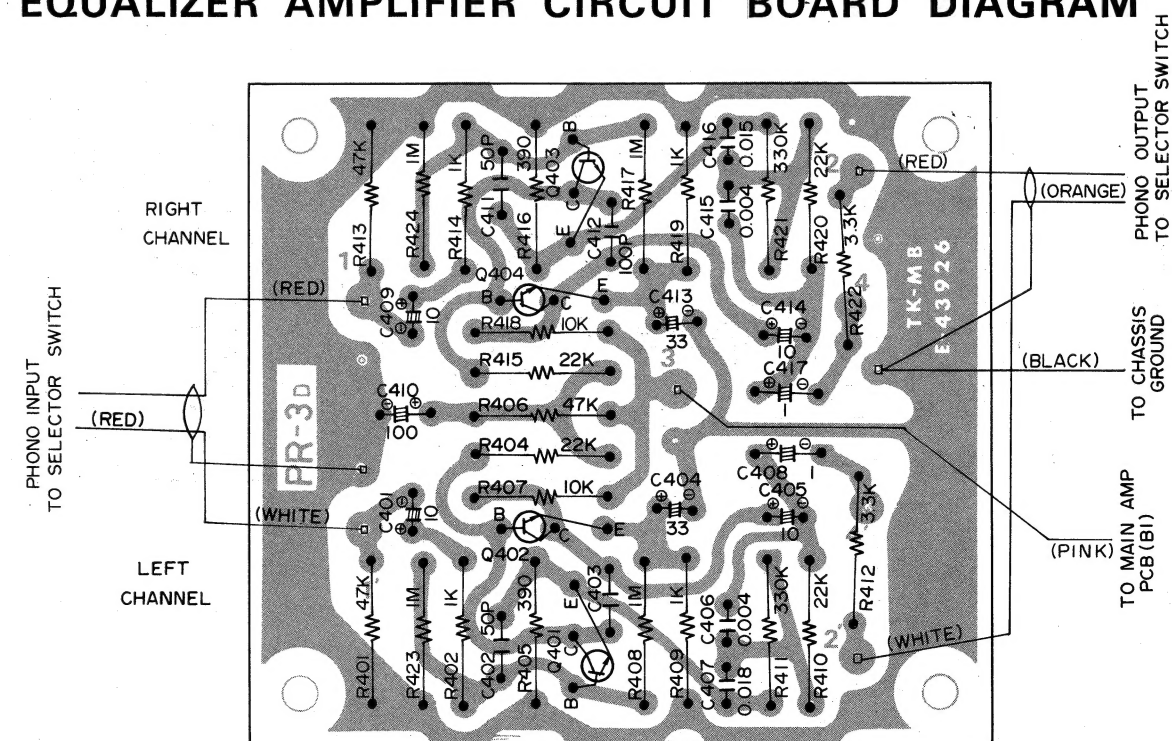 EQUALIZER AMPLIFIER CIRCUIT BOARD DIAGRAM
RIGHT
CHANNEL
(RED)
PHONO INPUT
TO SELECTOR SWITCH
(RED)
(WHITE)
LEFT
CHANNEL
47K
R413
1M
R424
1K
R414
50P
C411
390
R416
Q403
B
C
E
C412
100P
1M
R417
1K
R419
C416
0.015
C415
0.004
330K
R421
22K
R420
2
3.3K
R422
4
TK-MB
E43926
1
C409
10
Q404
B
C
E
R418
10K
R415
22K
C413
33
3
C414
10
C417
1
C410
100
R406
47K
R404
22K
R407
10K
PR-3D
C401
10
B
C
E
Q402
C404
33
C408
1
C405
10
3.3K
R412
47K
R401
1M
R423
1K
R402
50P
C402
390
R405
Q401
E
C
B
C403
1M
R408
1K
R409
C406
0.004
C407
0.018
330K
R411
22K
R410
2'
(RED)
(ORANGE)
PHONO OUTPUT
TO SELECTOR SWITCH
(BLACK)
TO CHASSIS
GROUND
(PINK)
TO MAIN AMP
PCB(B1)
(WHITE)